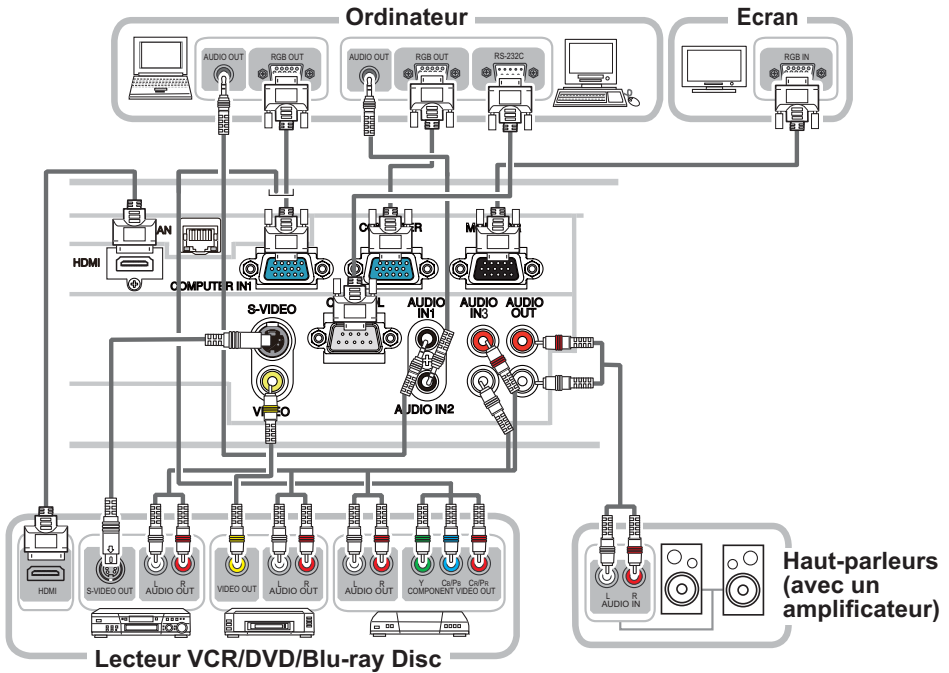 Ordinateur
Ecran
AUDIO OUT
RGB OUT
AUDIO OUT
RGB OUT
RS-232C
RGB IN
AN
HDMI
COMPUTER IN1
S-VIDEO
AUDIO IN1
AUDIO IN3
AUDIO OUT
VIDEO
AUDIO IN2
HDMI
S-VIDEO OUT
L R
AUDIO OUT
VIDEO OUT
L R
AUDIO OUT
L R
AUDIO OUT
Y CB/PB CR/PR
COMPONENT VIDEO OUT
L R
AUDIO IN
Haut-parleurs
(avec un
amplificateur)
Lecteur VCR/DVD/Blu-ray Disc